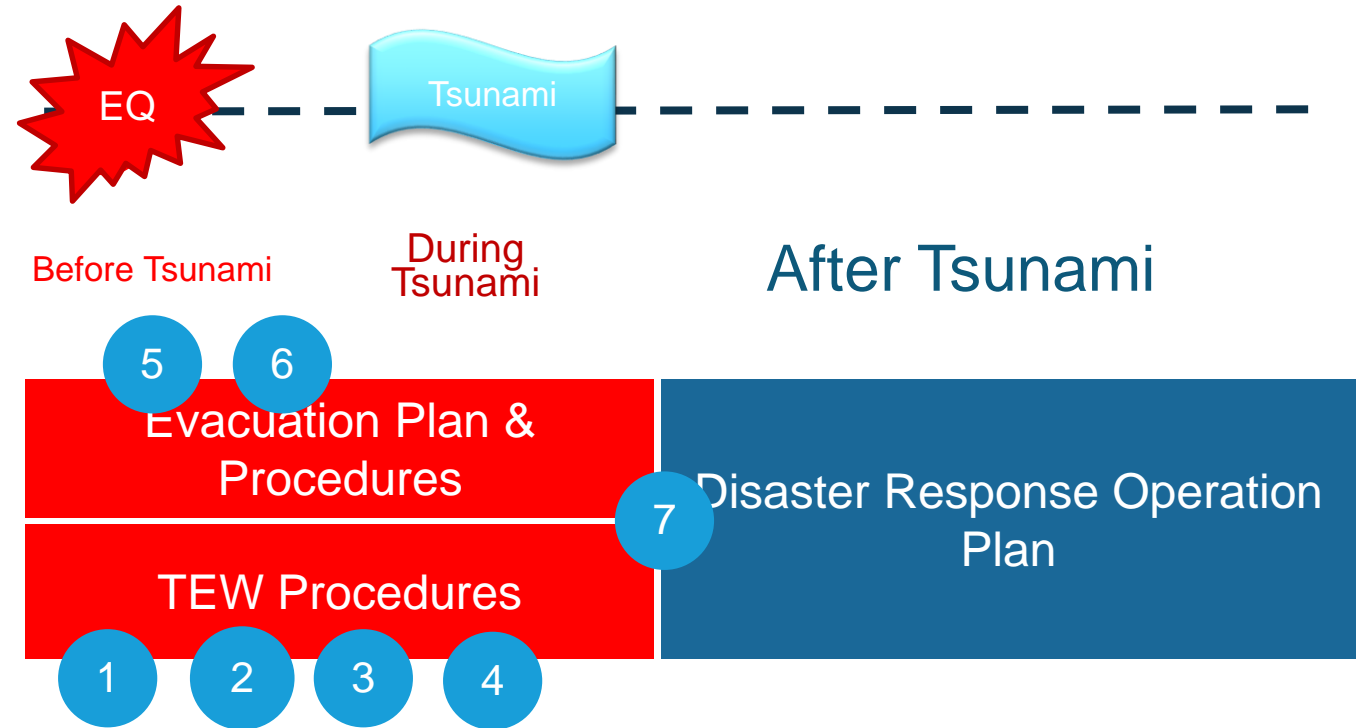 EQ
Tsunami
Before Tsunami
During
Tsunami
After Tsunami
5
6
Evacuation Plan &
Procedures
7
Disaster Response Operation
Plan
TEW Procedures
1
2
3
4